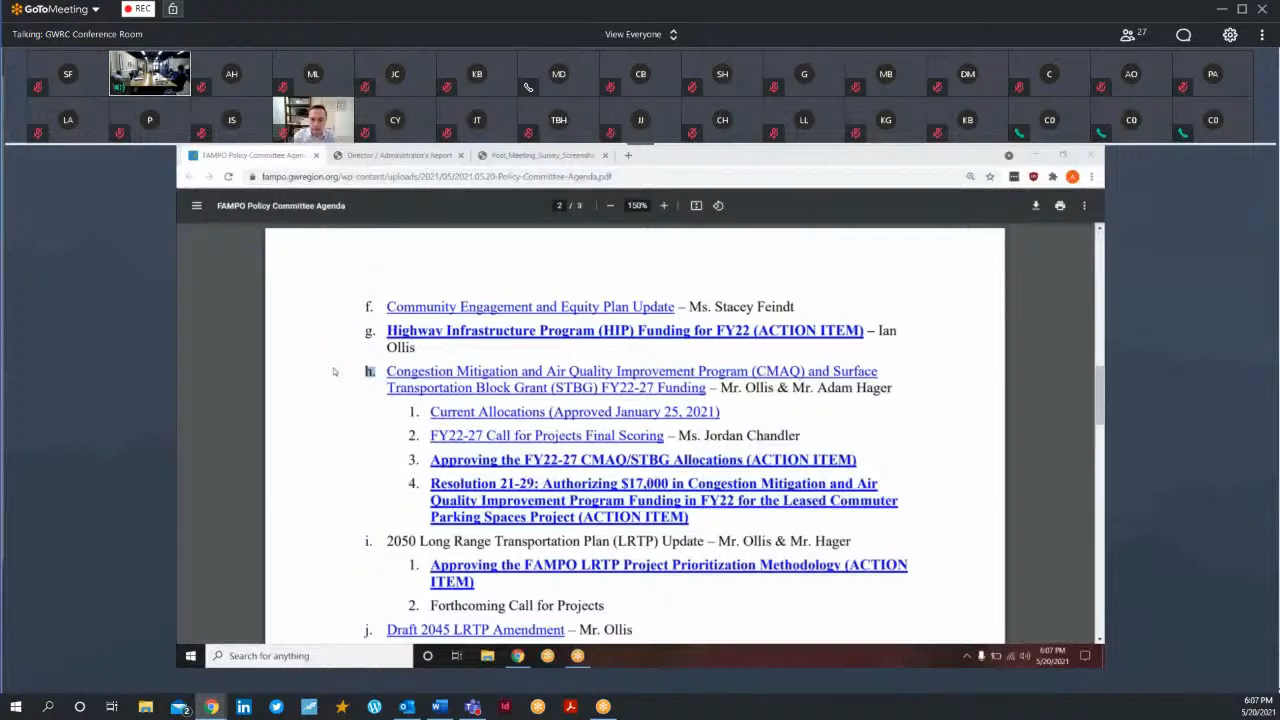 GoToMeeting
REC
Talking: GWRC Conference Room
View Everyone
27
SF
AH
ML
JC
KB
MD
CB
SH
G
MB
DM
C
AO
PA
LA
P
JS
CY
JT
TBH
JJ
CH
LL
KG
KB
C0
C0
C0
FAMPO Policy Committee Agen
Director / Administrator's Report
Post_Meeting_Survey_Screensho
fampo.gwregion.org/wp-content/uploads/2021/05/2021.05.20-Policy-Committee-Agenda.pdf
FAMPO Policy Committee Agenda
2 / 3
150%
f. Community Engagement and Equity Plan Update – Ms. Stacey Feindt
g. Highway Infrastructure Program (HIP) Funding for FY22 (ACTION ITEM) – Ian
Ollis
h. Congestion Mitigation and Air Quality Improvement Program (CMAQ) and Surface
Transportation Block Grant (STBG) FY22-27 Funding – Mr. Ollis & Mr. Adam Hager
1. Current Allocations (Approved January 25, 2021)
2. FY22-27 Call for Projects Final Scoring – Ms. Jordan Chandler
3. Approving the FY22-27 CMAQ/STBG Allocations (ACTION ITEM)
4. Resolution 21-29: Authorizing $17,000 in Congestion Mitigation and Air
Quality Improvement Program Funding in FY22 for the Leased Commuter
Parking Spaces Project (ACTION ITEM)
i. 2050 Long Range Transportation Plan (LRTP) Update – Mr. Ollis & Mr. Hager
1. Approving the FAMPO LRTP Project Prioritization Methodology (ACTION
ITEM)
2. Forthcoming Call for Projects
j. Draft 2045 LRTP Amendment – Mr. Ollis
Search for anything
6:07 PM
5/20/2021
6:07 PM
5/20/2021